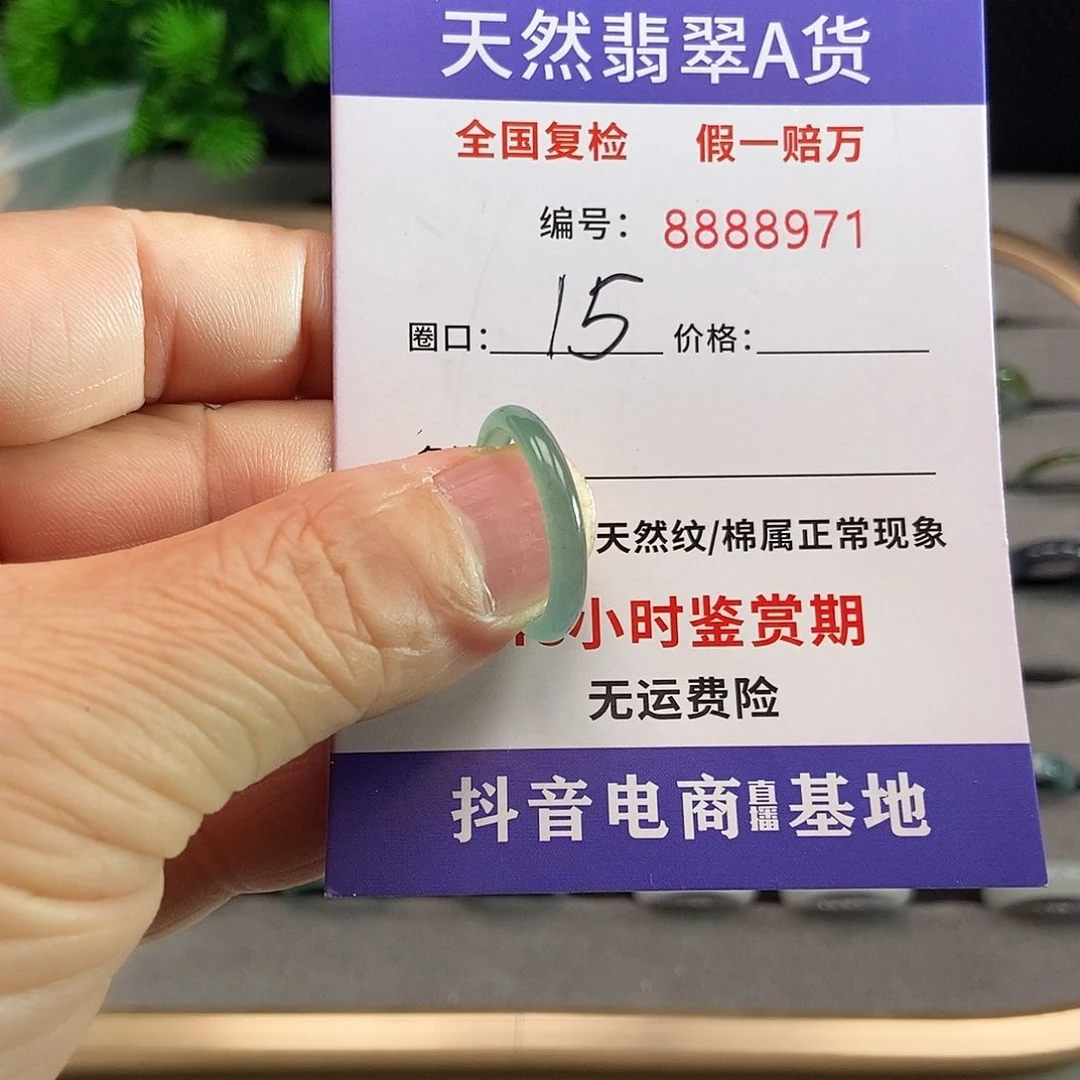 天然翡翠A货
全国复检 假一赔万
编号：8888971
圈口：15 价格：
天然纹/棉属正常现象
小时鉴赏期
无运费险
抖音电商直播基地